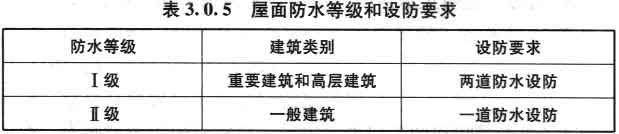 表3.0.5 屋面防水等级和设防要求
防水等级 建筑类别 设防要求
Ⅰ级 重要建筑和高层建筑 两道防水设防
Ⅱ级 一般建筑 一道防水设防